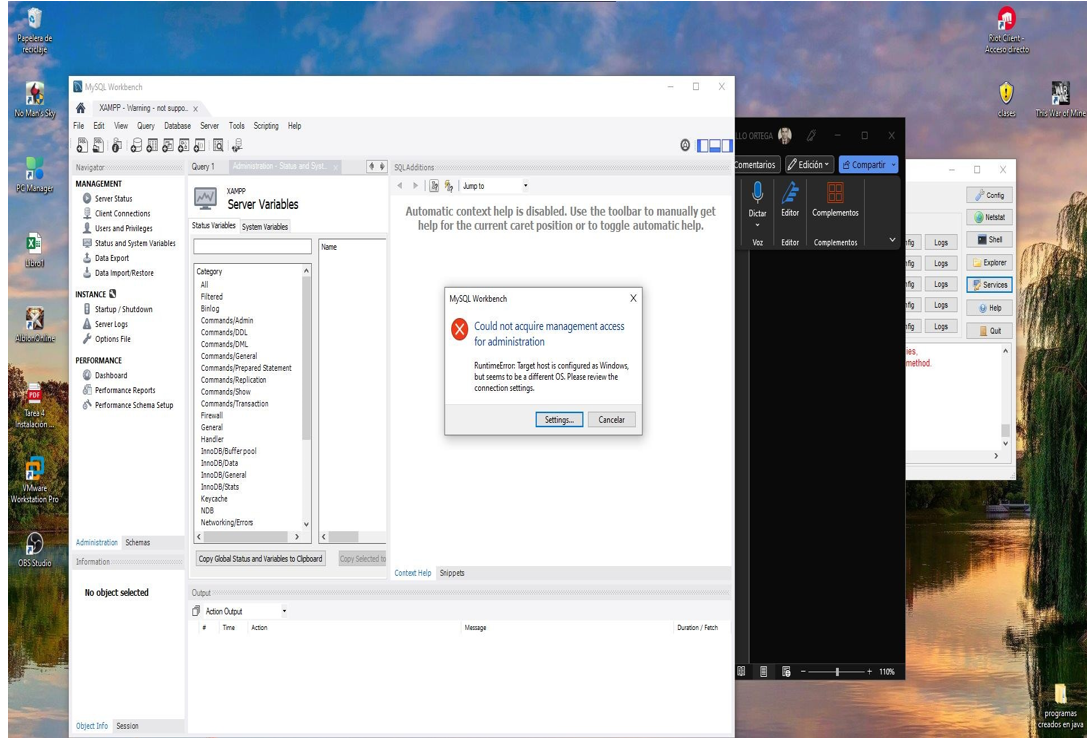 Papelera de
reciclaje
No Man's Sky
PC Manager
Libro1
AlbionOnline
Tarea 4
Instalacion ...
VMware
Workstation Pro
OBS Studio
Riot Client -
Acceso directo
clases
This War of Mine
programas
creados en java
MySQL Workbench
XAMPP - Warning - not suppo..
File Edit View Query Database Server Tools Scripting Help
Navigator
MANAGEMENT
Server Status
Client Connections
Users and Privileges
Status and System Variables
Data Export
Data Import/Restore
INSTANCE
Startup / Shutdown
Server Logs
Options File
PERFORMANCE
Dashboard
Performance Reports
Performance Schema Setup
Administration Schemas
Information
No object selected
Object Info Session
Query 1 Administration - Status and Syst..
XAMPP
Server Variables
Status Variables System Variables
Name
Category
All
Filtered
Binlog
Commands/Admin
Commands/DDL
Commands/DML
Commands/General
Commands/Prepared Statement
Commands/Replication
Commands/Show
Commands/Transaction
Firewall
General
Handler
InnoDB/Buffer pool
InnoDB/Data
InnoDB/General
InnoDB/Stats
Keycache
NDB
Networking/Errors
Copy Global Status and Variables to Clipboard Copy Selected to
SQLAdditions
Jump to
Automatic context help is disabled. Use the toolbar to manually get
help for the current caret position or to toggle automatic help.
Context Help Snippets
MySQL Workbench
Could not acquire management access
for administration
RuntimeError: Target host is configured as Windows,
but seems to be a different OS. Please review the
connection settings.
Settings... Cancelar
Output
Action Output
# Time Action Message Duration / Fetch
LLO ORTEGA
Comentarios Edición Compartir
Dictar Editor Complementos
Voz Editor Complementos
110%
Config
Netstat
Shell
Explorer
Services
Help
Quit
nfig Logs
nfig Logs
nfig Logs
nfig Logs
nfig Logs
ies,
method.